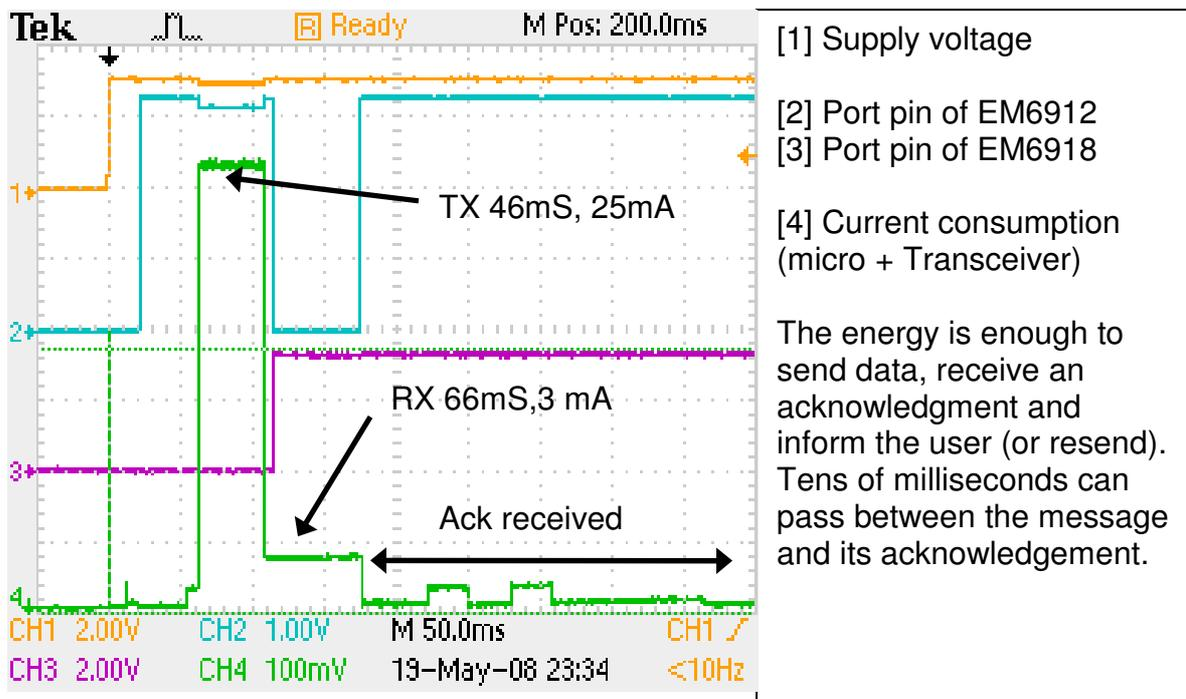 Tek R Ready M Pos: 200.0ms
1
TX 46mS, 25mA
2
RX 66mS,3 mA
3
Ack received
4
CH1 2.00V CH2 1.00V M 50.0ms CH1
CH3 2.00V CH4 100mV 19-May-08 23:34 <10Hz
[1] Supply voltage
[2] Port pin of EM6912
[3] Port pin of EM6918
[4] Current consumption
(micro + Transceiver)
The energy is enough to
send data, receive an
acknowledgment and
inform the user (or resend).
Tens of milliseconds can
pass between the message
and its acknowledgement.